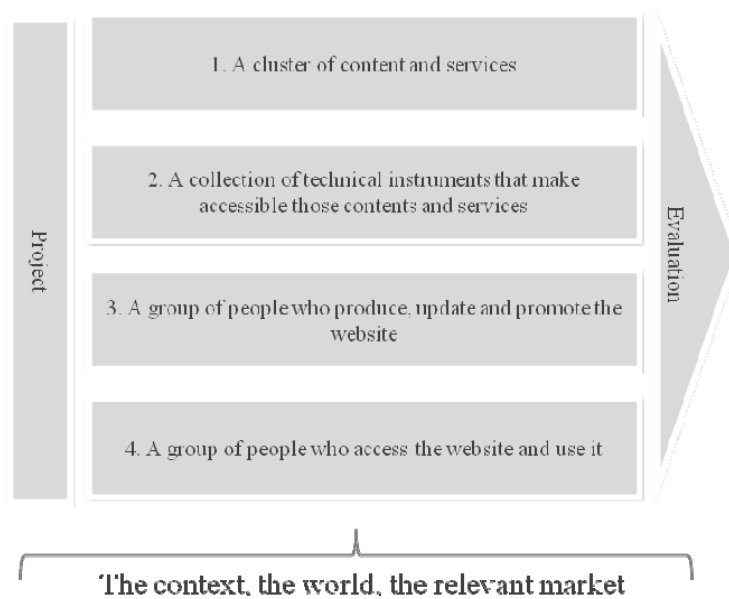 Project
1. A cluster of content and services
2. A collection of technical instruments that make
accessible those contents and services
3. A group of people who produce, update and promote the
website
4. A group of people who access the website and use it
Evaluation
The context, the world, the relevant market